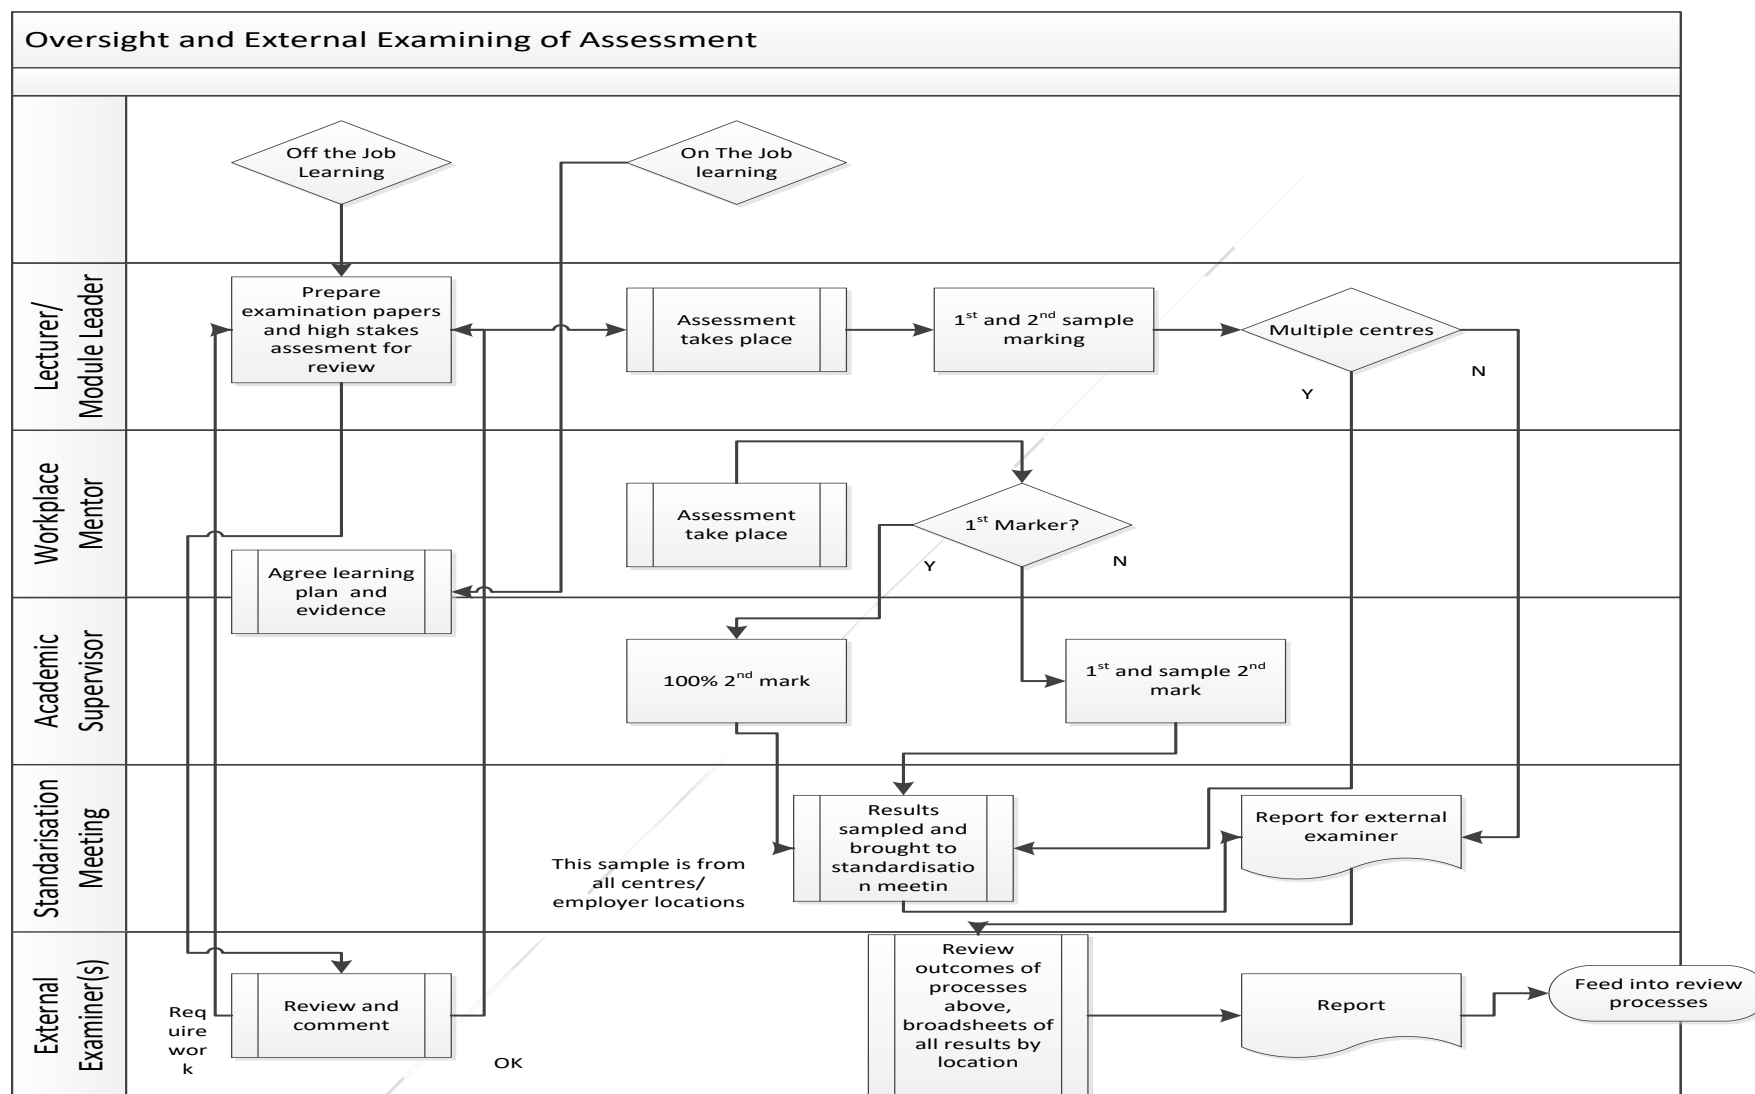 Oversight and External Examining of Assessment
Off the Job
Learning
On The Job
learning
Lecturer/
Module Leader
Prepare
examination papers
and high stakes
assesment for
review
Assessment
takes place
1st and 2nd sample
marking
Multiple centres
N
Y
Workplace
Mentor
Assessment
take place
1st Marker?
Y
N
Agree learning
plan and
evidence
Academic
Supervisor
100% 2nd mark
1st and sample 2nd
mark
Standarisation
Meeting
This sample is from
all centres/
employer locations
Results
sampled and
brought to
standardisatio
n meetin
Report for external
examiner
External
Examiner(s)
Req
uire
wor
k
Review and
comment
OK
Review
outcomes of
processes
above,
broadsheets of
all results by
location
Report
Feed into review
processes